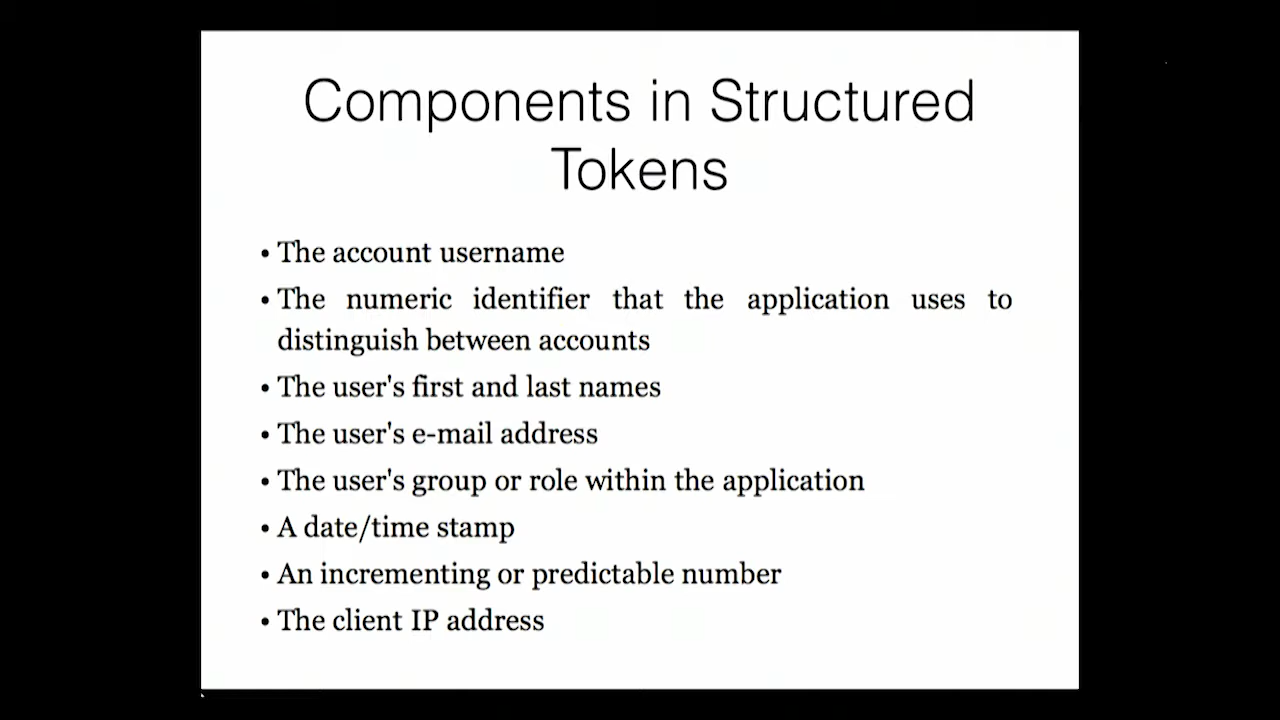 Components in Structured
Tokens
• The account username
• The numeric identifier that the application uses to
distinguish between accounts
• The user's first and last names
• The user's e-mail address
• The user's group or role within the application
• A date/time stamp
• An incrementing or predictable number
• The client IP address